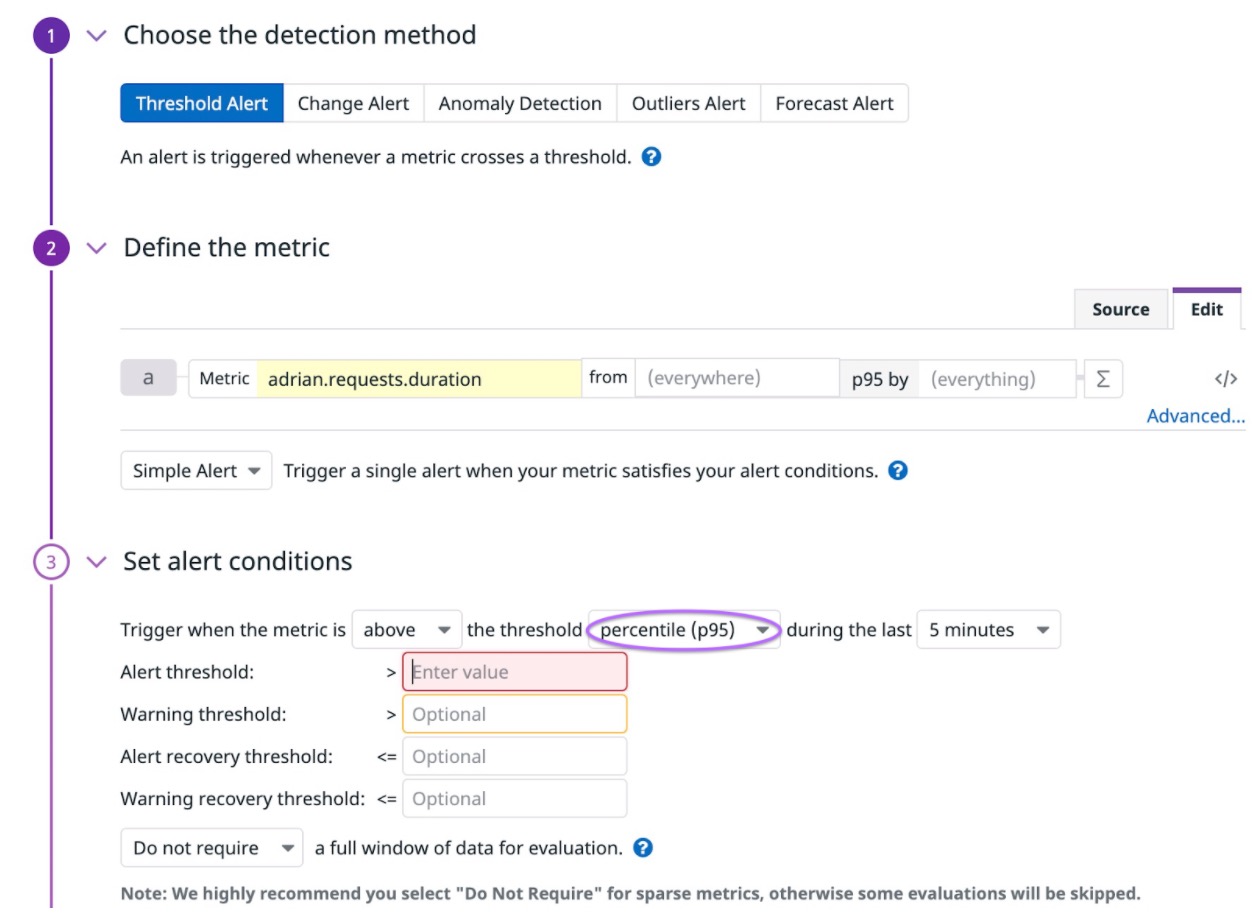 1 Choose the detection method
Threshold Alert Change Alert Anomaly Detection Outliers Alert Forecast Alert
An alert is triggered whenever a metric crosses a threshold. ?
2 Define the metric
Source Edit
a Metric adrian.requests.duration from (everywhere) p95 by (everything) Σ </>
Advanced...
Simple Alert Trigger a single alert when your metric satisfies your alert conditions. ?
3 Set alert conditions
Trigger when the metric is above the threshold percentile (p95) during the last 5 minutes
Alert threshold: > Enter value
Warning threshold: > Optional
Alert recovery threshold: <= Optional
Warning recovery threshold: <= Optional
Do not require a full window of data for evaluation. ?
Note: We highly recommend you select "Do Not Require" for sparse metrics, otherwise some evaluations will be skipped.